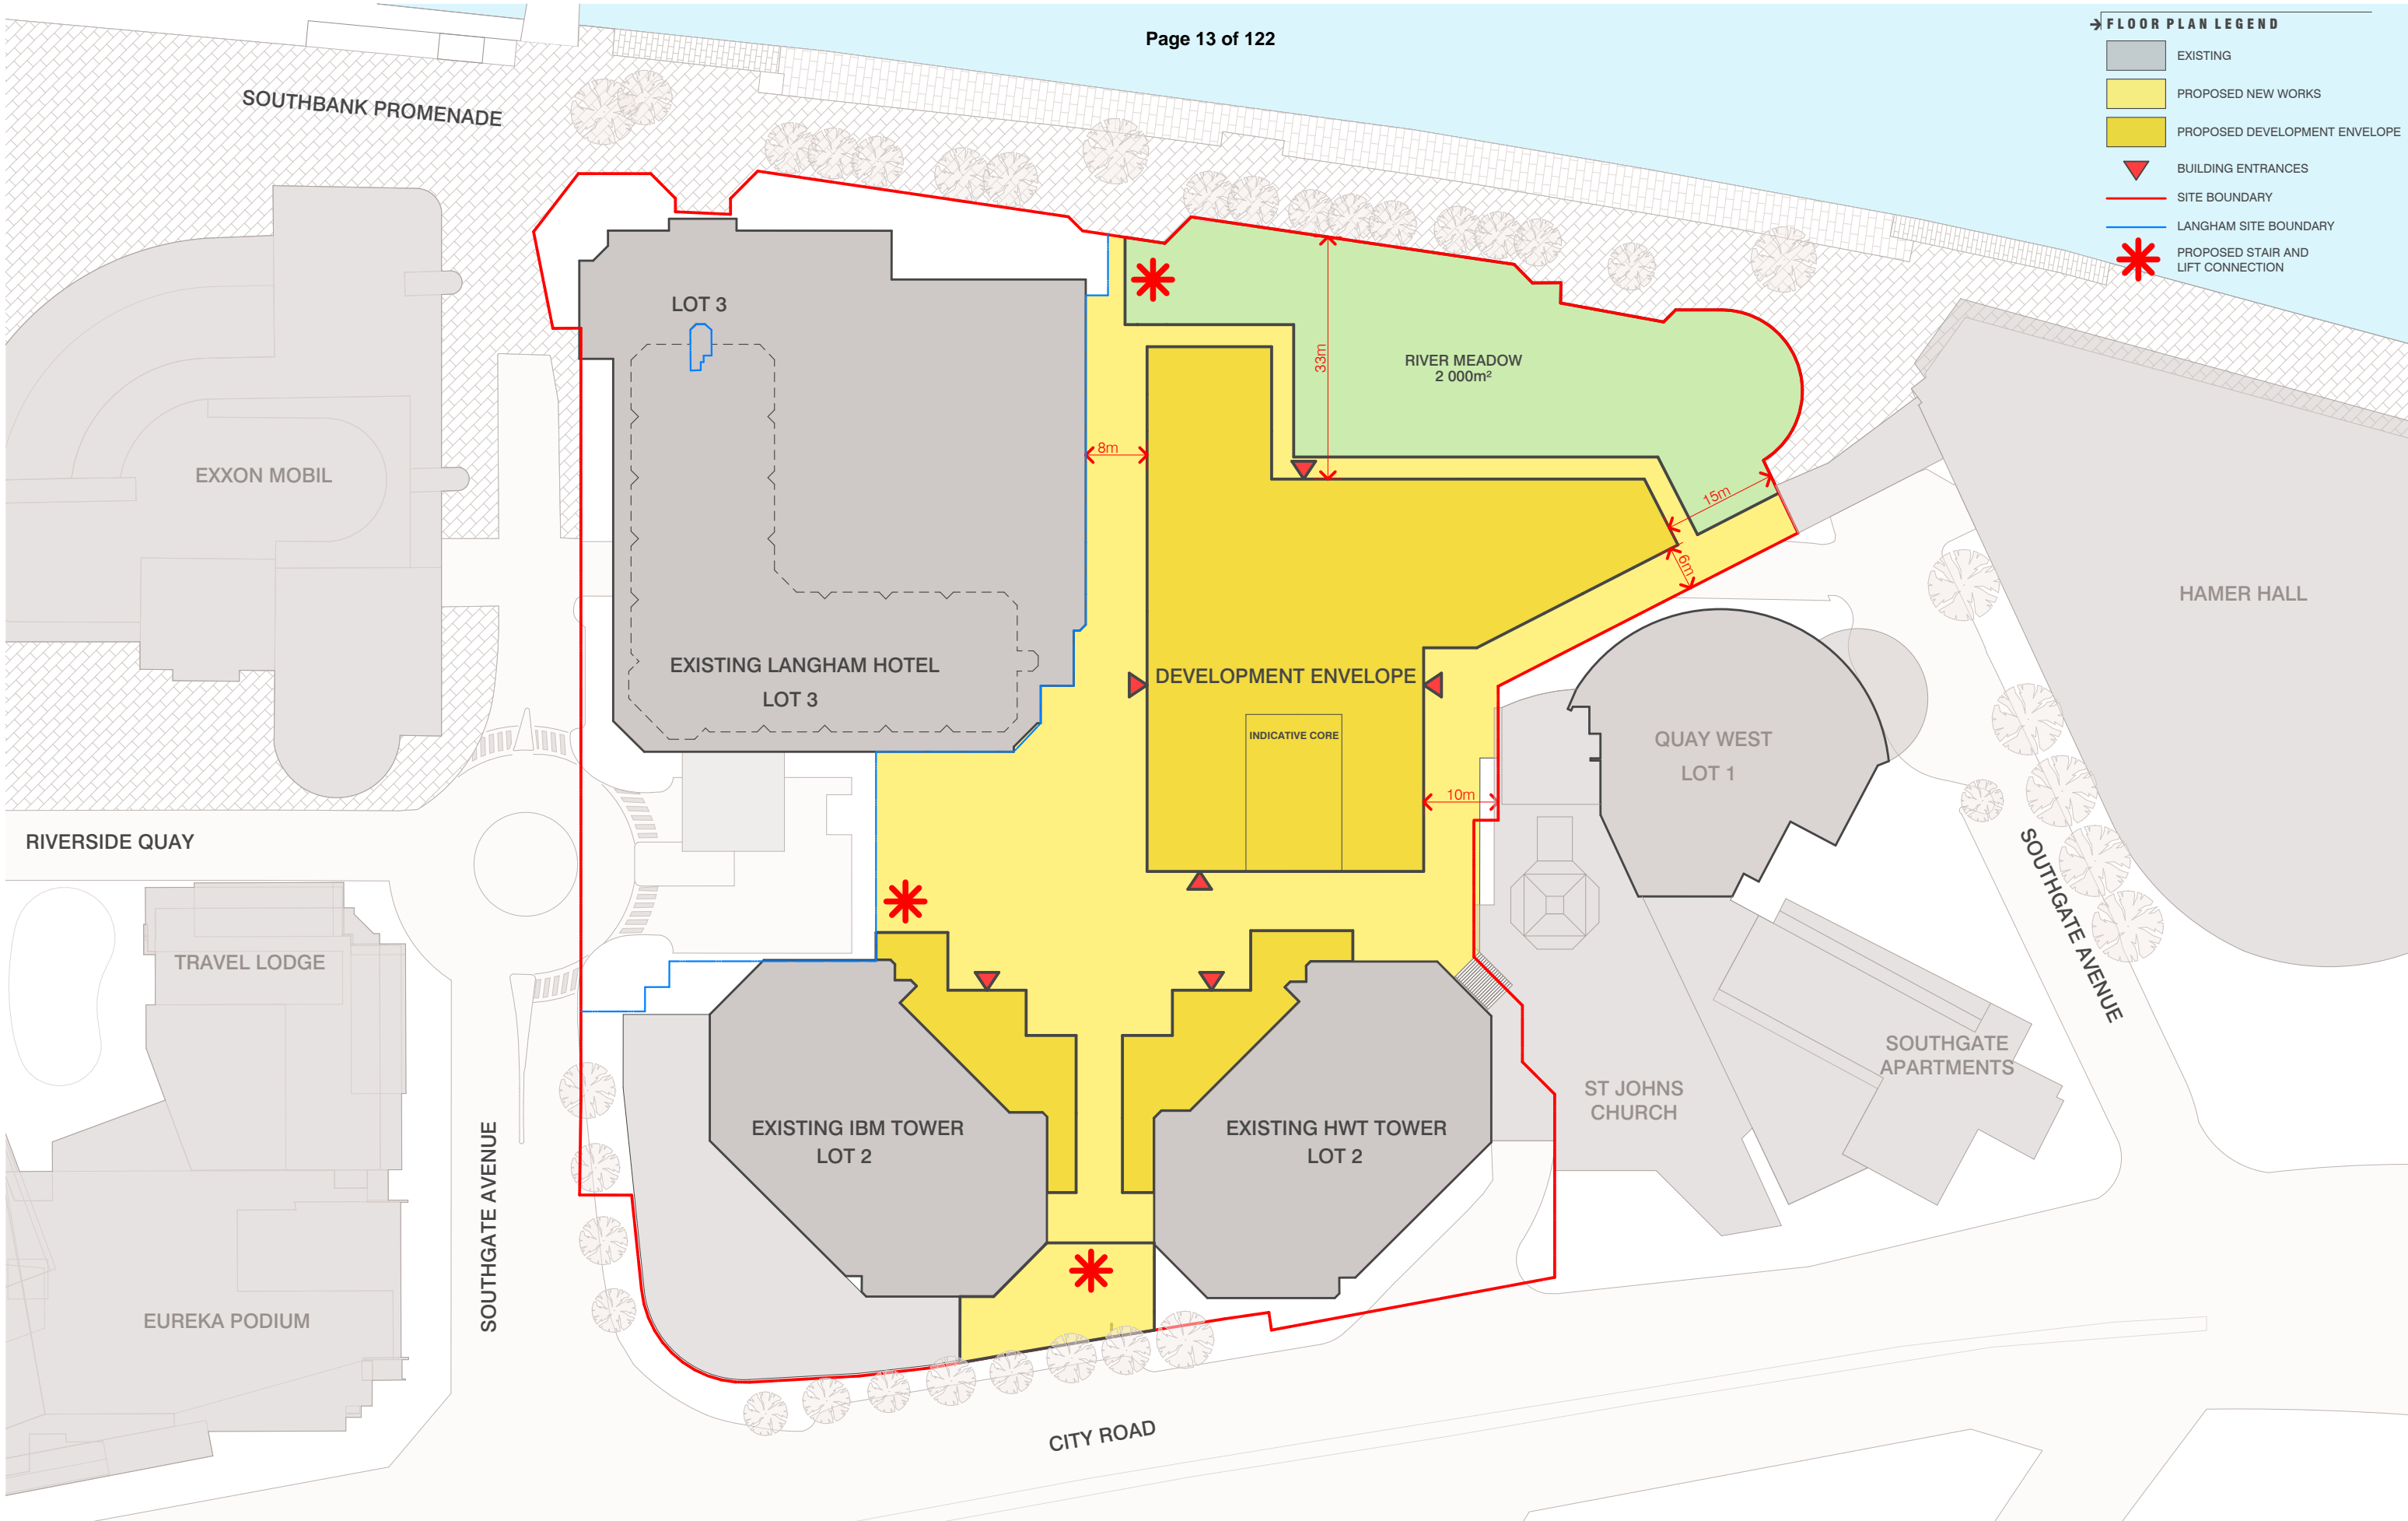 Page 13 of 122
FLOOR PLAN LEGEND
EXISTING
PROPOSED NEW WORKS
PROPOSED DEVELOPMENT ENVELOPE
BUILDING ENTRANCES
SITE BOUNDARY
LANGHAM SITE BOUNDARY
PROPOSED STAIR AND
LIFT CONNECTION
SOUTHBANK PROMENADE
LOT 3
33m
RIVER MEADOW
2 000m²
8m
EXXON MOBIL
15m
6m
HAMER HALL
EXISTING LANGHAM HOTEL
LOT 3
DEVELOPMENT ENVELOPE
INDICATIVE CORE
QUAY WEST
LOT 1
10m
RIVERSIDE QUAY
SOUTHGATE AVENUE
TRAVEL LODGE
SOUTHGATE
APARTMENTS
ST JOHNS
CHURCH
EXISTING IBM TOWER
LOT 2
EXISTING HWT TOWER
LOT 2
SOUTHGATE AVENUE
EUREKA PODIUM
CITY ROAD